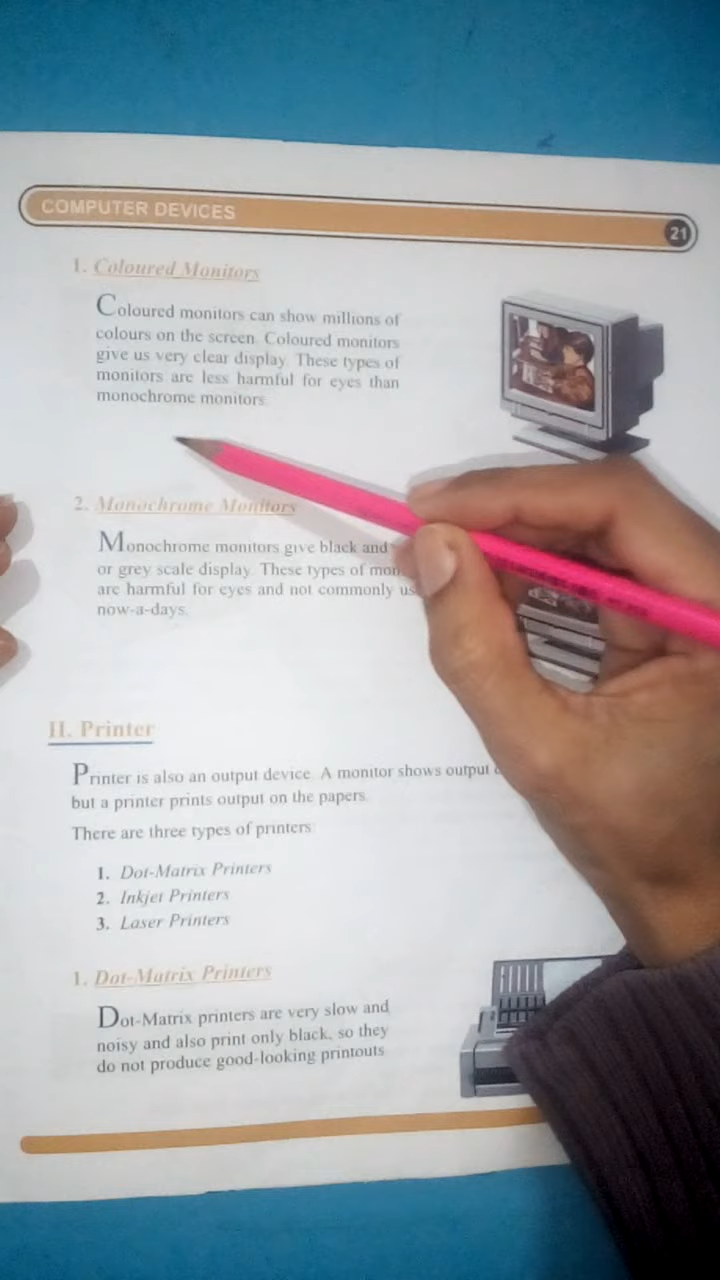 COMPUTER DEVICES
21
1. Coloured Monitors
Coloured monitors can show millions of
colours on the screen. Coloured monitors
give us very clear display. These types of
monitors are less harmful for eyes than
monochrome monitors.
2. Monochrome Monitors
Monochrome monitors give black and
or grey scale display. These types of
are harmful for eyes and not commonly
now-a-days.
II. Printer
Printer is also an output device. A monitor shows output
but a printer prints output on the papers.
There are three types of printers
1. Dot-Matrix Printers
2. Inkjet Printers
3. Laser Printers
1. Dot-Matrix Printers
Dot-Matrix printers are very slow and
noisy and also print only black, so they
do not produce good-looking printouts